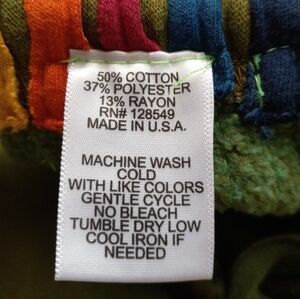 50% COTTON
37% POLYESTER
13% RAYON
RN# 128549
MADE IN U.S.A.
MACHINE WASH
COLD
WITH LIKE COLORS
GENTLE CYCLE
NO BLEACH
TUMBLE DRY LOW
COOL IRON IF
NEEDED